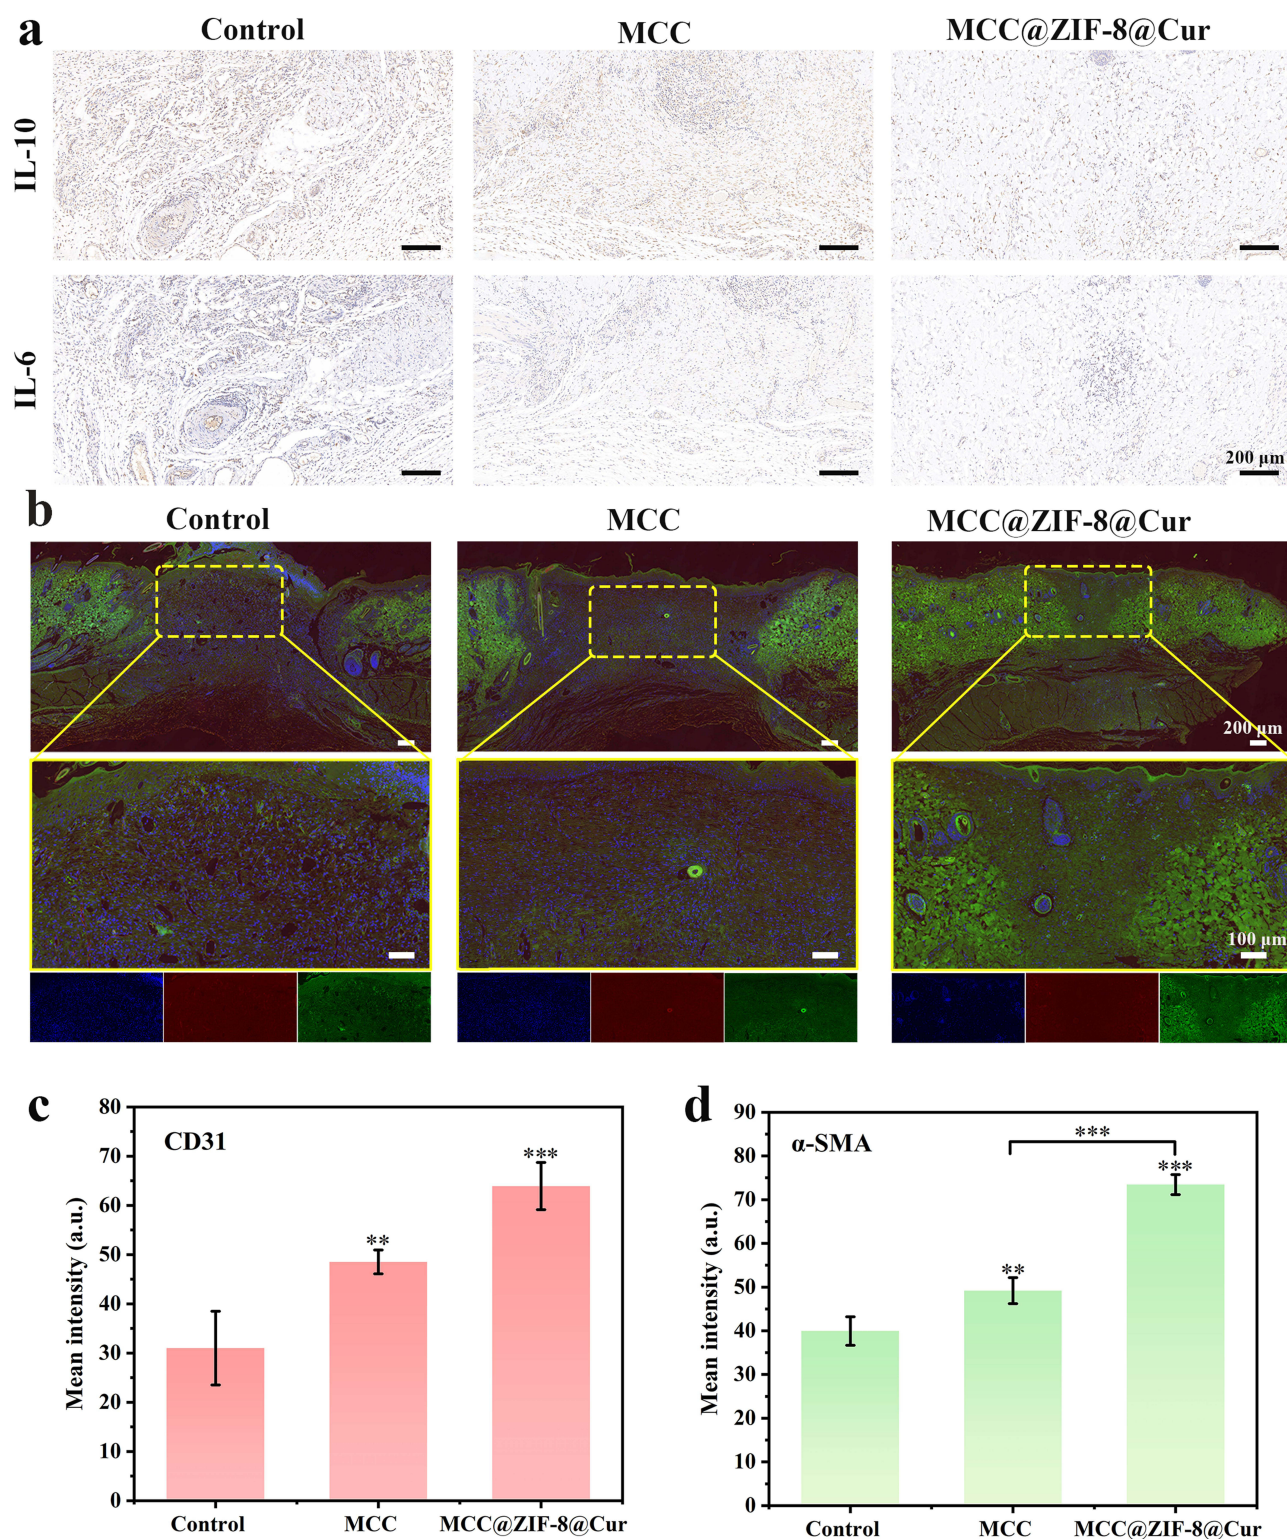 a
Control MCC MCC@ZIF-8@Cur
IL-10
IL-6
200 μm
b
Control MCC MCC@ZIF-8@Cur
200 μm
100 μm
c
CD31
Mean intensity (a.u.)
80
70
60
50
40
30
20
10
0
**
***
Control MCC MCC@ZIF-8@Cur
d
α-SMA
Mean intensity (a.u.)
90
80
70
60
50
40
30
20
10
0
**
***
***
Control MCC MCC@ZIF-8@Cur